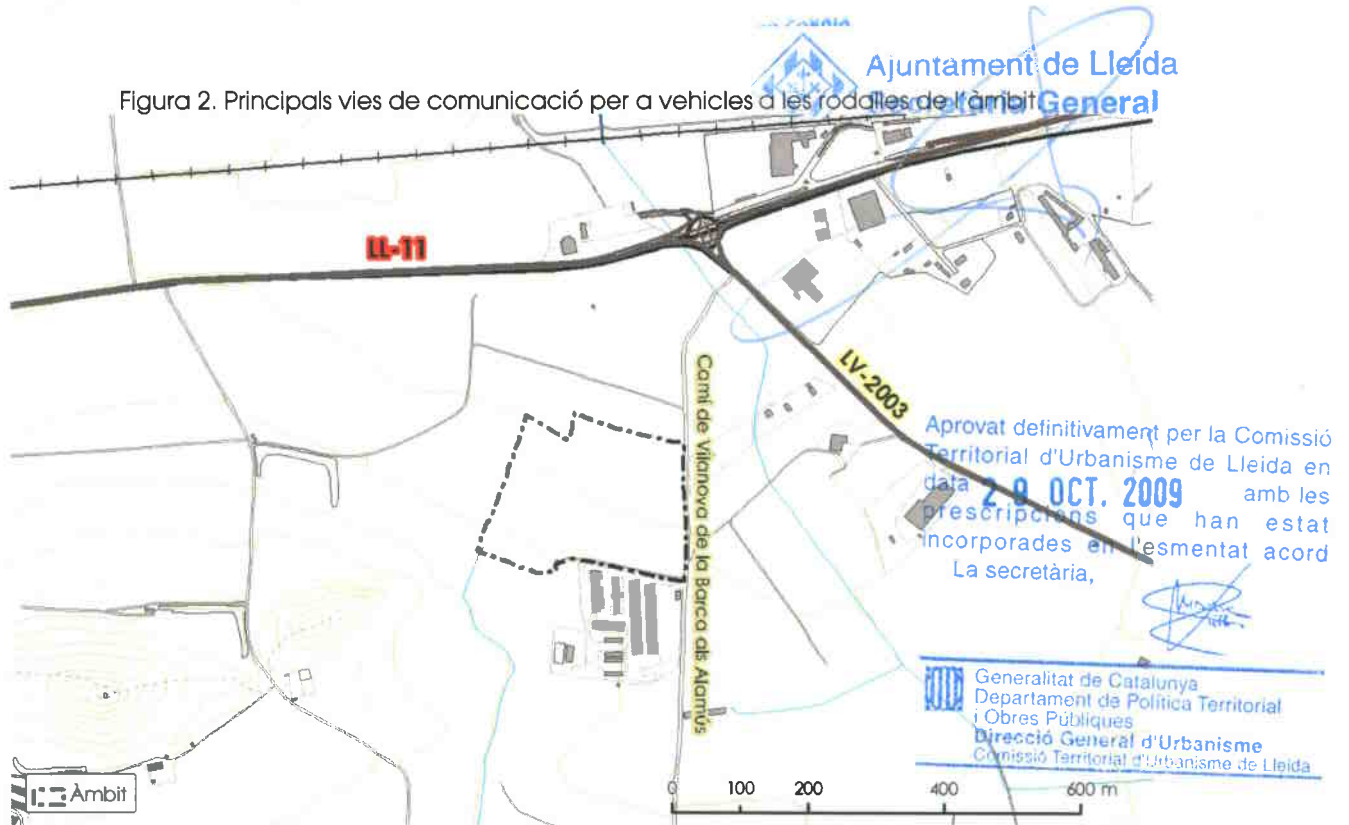 Ajuntament de Lleida
Secretaria General
Figura 2. Principals vies de comunicació per a vehicles a les rodalles de l'àmbit.
LL-11
Camí de Vilanova de la Barca als Alamús
LV-2003
Aprovat definitivament per la Comissió
Territorial d'Urbanisme de Lleida en
data 29 OCT. 2009 amb les
prescripcions que han estat
incorporades en l'esmentat acord
La secretària,
Generalitat de Catalunya
Departament de Política Territorial
i Obres Públiques
Direcció General d'Urbanisme
Comissió Territorial d'Urbanisme de Lleida
Àmbit
0 100 200 400 600 m